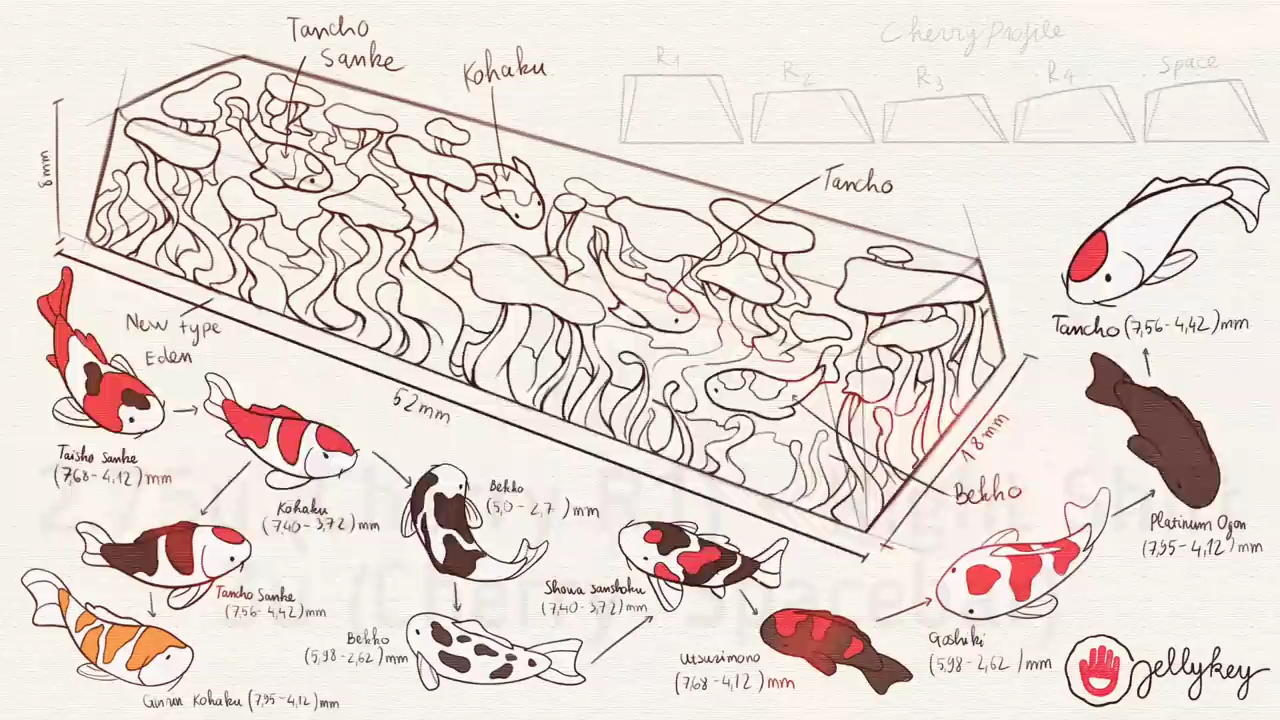 Tancho
Sanke
Kohaku
Cherry Profile
R1
R2
R3
R4
Space
8mm
Tancho
New type
Eden
52mm
18mm
Bekho
Tancho (7,56-4,42)mm
Taisho Sanke
(7,68-4,12)mm
Kohaku
(7,40-3,72)mm
Bekko
(5,0-2,7)mm
Platinum Ogon
(7,95-4,12)mm
Tancho Sanke
(7,56-4,42)mm
Showa Sanshoku
(7,40-3,72)mm
Bekko
(5,98-2,62)mm
Utsurimono
(7,68-4,12)mm
Goshiki
(5,98-2,62)mm
Ginrin Kohaku (7,95-4,12)mm
jellykey